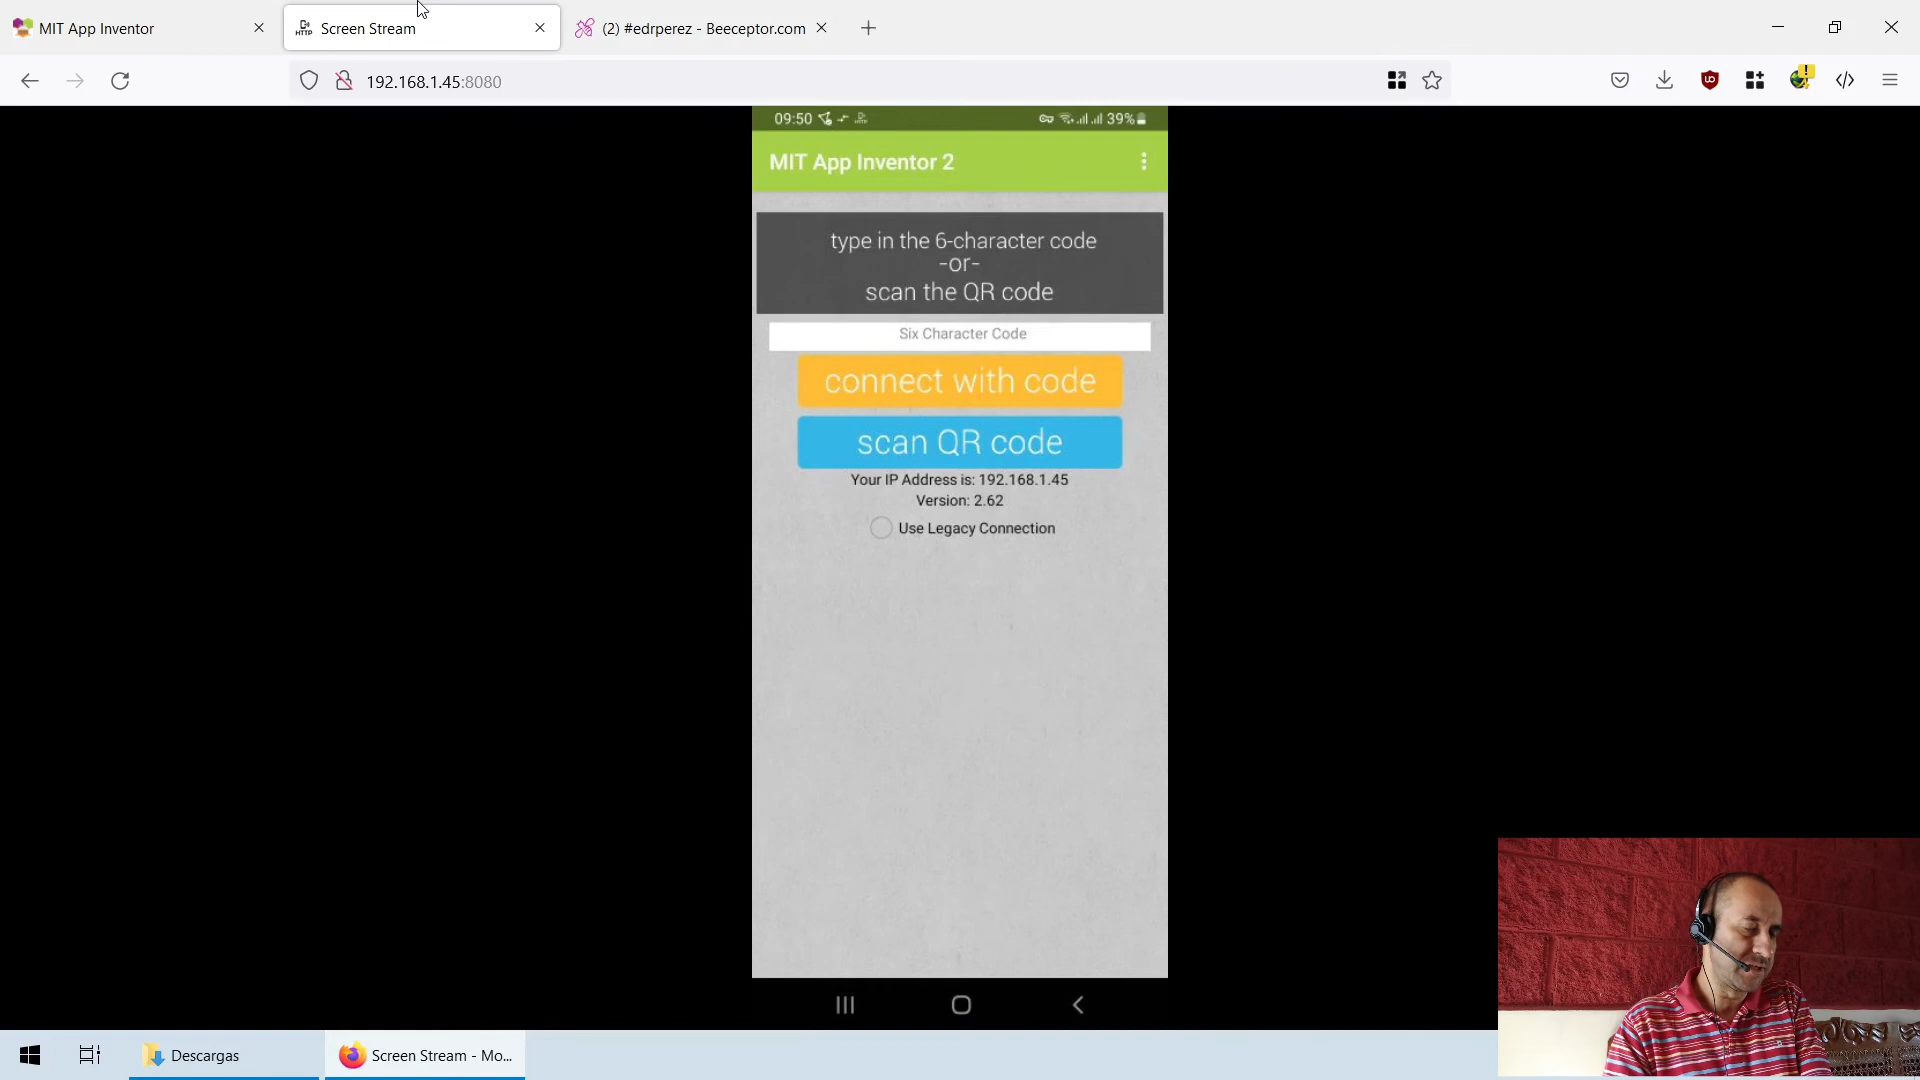 MIT App Inventor
Screen Stream
(2) #edrperez - Beeceptor.com
192.168.1.45:8080
09:50
39%
MIT App Inventor 2
type in the 6-character code
-or-
scan the QR code
Six Character Code
connect with code
scan QR code
Your IP Address is: 192.168.1.45
Version: 2.62
Use Legacy Connection
Descargas
Screen Stream - Mo...